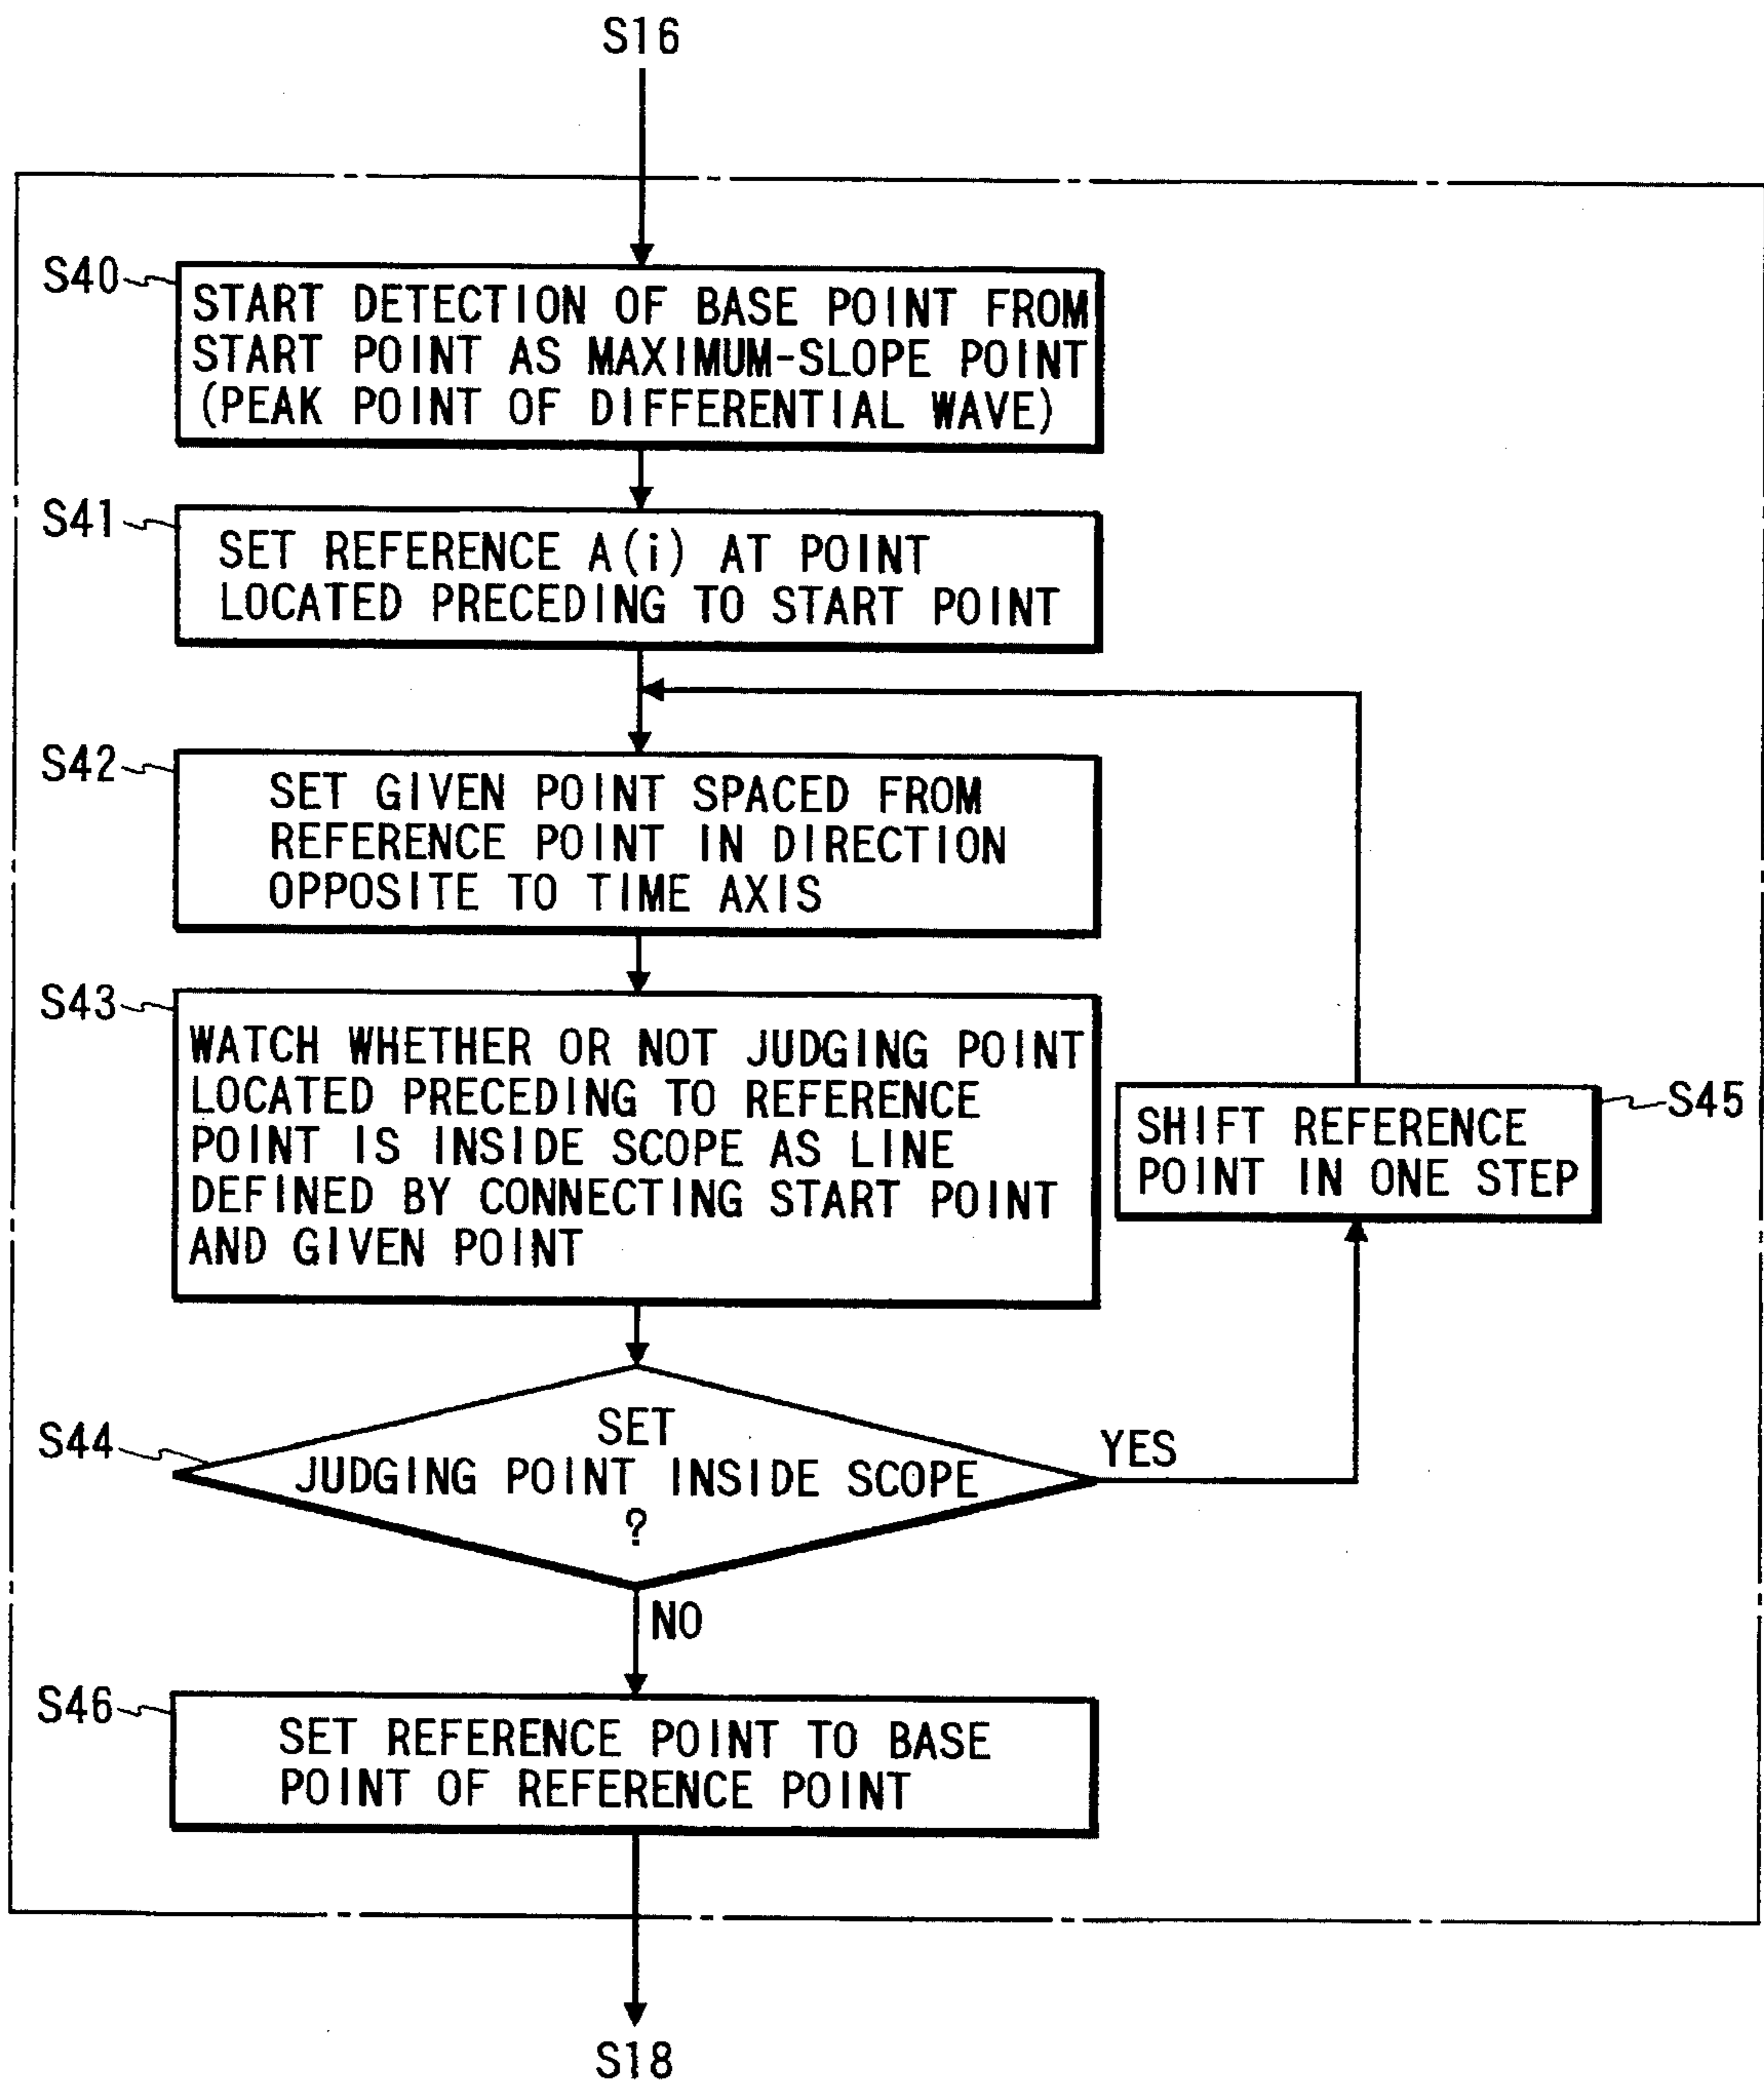 S16
S40
START DETECTION OF BASE POINT FROM
START POINT AS MAXIMUM-SLOPE POINT
(PEAK POINT OF DIFFERENTIAL WAVE)
S41
SET REFERENCE A(i) AT POINT
LOCATED PRECEDING TO START POINT
S42
SET GIVEN POINT SPACED FROM
REFERENCE POINT IN DIRECTION
OPPOSITE TO TIME AXIS
S43
WATCH WHETHER OR NOT JUDGING POINT
LOCATED PRECEDING TO REFERENCE
POINT IS INSIDE SCOPE AS LINE
DEFINED BY CONNECTING START POINT
AND GIVEN POINT
S45
SHIFT REFERENCE
POINT IN ONE STEP
S44
SET
JUDGING POINT INSIDE SCOPE
?
YES
NO
S46
SET REFERENCE POINT TO BASE
POINT OF REFERENCE POINT
S18